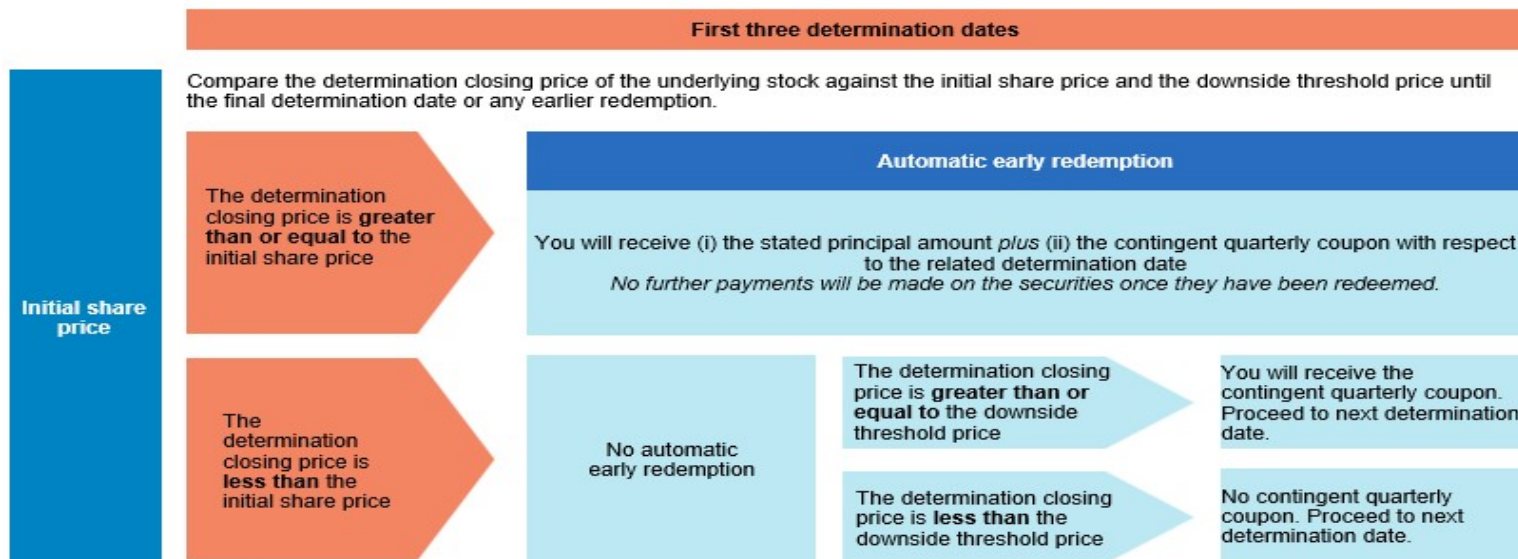 First three determination dates
Compare the determination closing price of the underlying stock against the initial share price and the downside threshold price until
the final determination date or any earlier redemption.
Initial share
price
The determination
closing price is greater
than or equal to the
initial share price
Automatic early redemption
You will receive (i) the stated principal amount plus (ii) the contingent quarterly coupon with respect
to the related determination date
No further payments will be made on the securities once they have been redeemed.
The
determination
closing price is
less than the
initial share price
No automatic
early redemption
The determination closing
price is greater than or
equal to the downside
threshold price
You will receive the
contingent quarterly coupon.
Proceed to next determination
date.
The determination closing
price is less than the
downside threshold price
No contingent quarterly
coupon. Proceed to next
determination date.